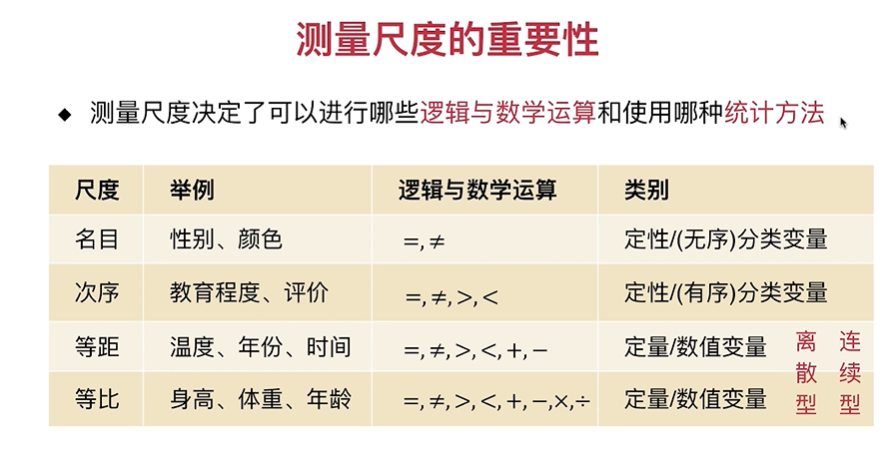 测量尺度的重要性
◆ 测量尺度决定了可以进行哪些逻辑与数学运算和使用哪种统计方法
尺度 举例 逻辑与数学运算 类别
名目 性别、颜色 =,≠ 定性/(无序)分类变量
次序 教育程度、评价 =,≠,>,< 定性/(有序)分类变量
等距 温度、年份、时间 =,≠,>,<,+,− 定量/数值变量
等比 身高、体重、年龄 =,≠,>,<,+,−,×,÷ 定量/数值变量
离散型
连续型